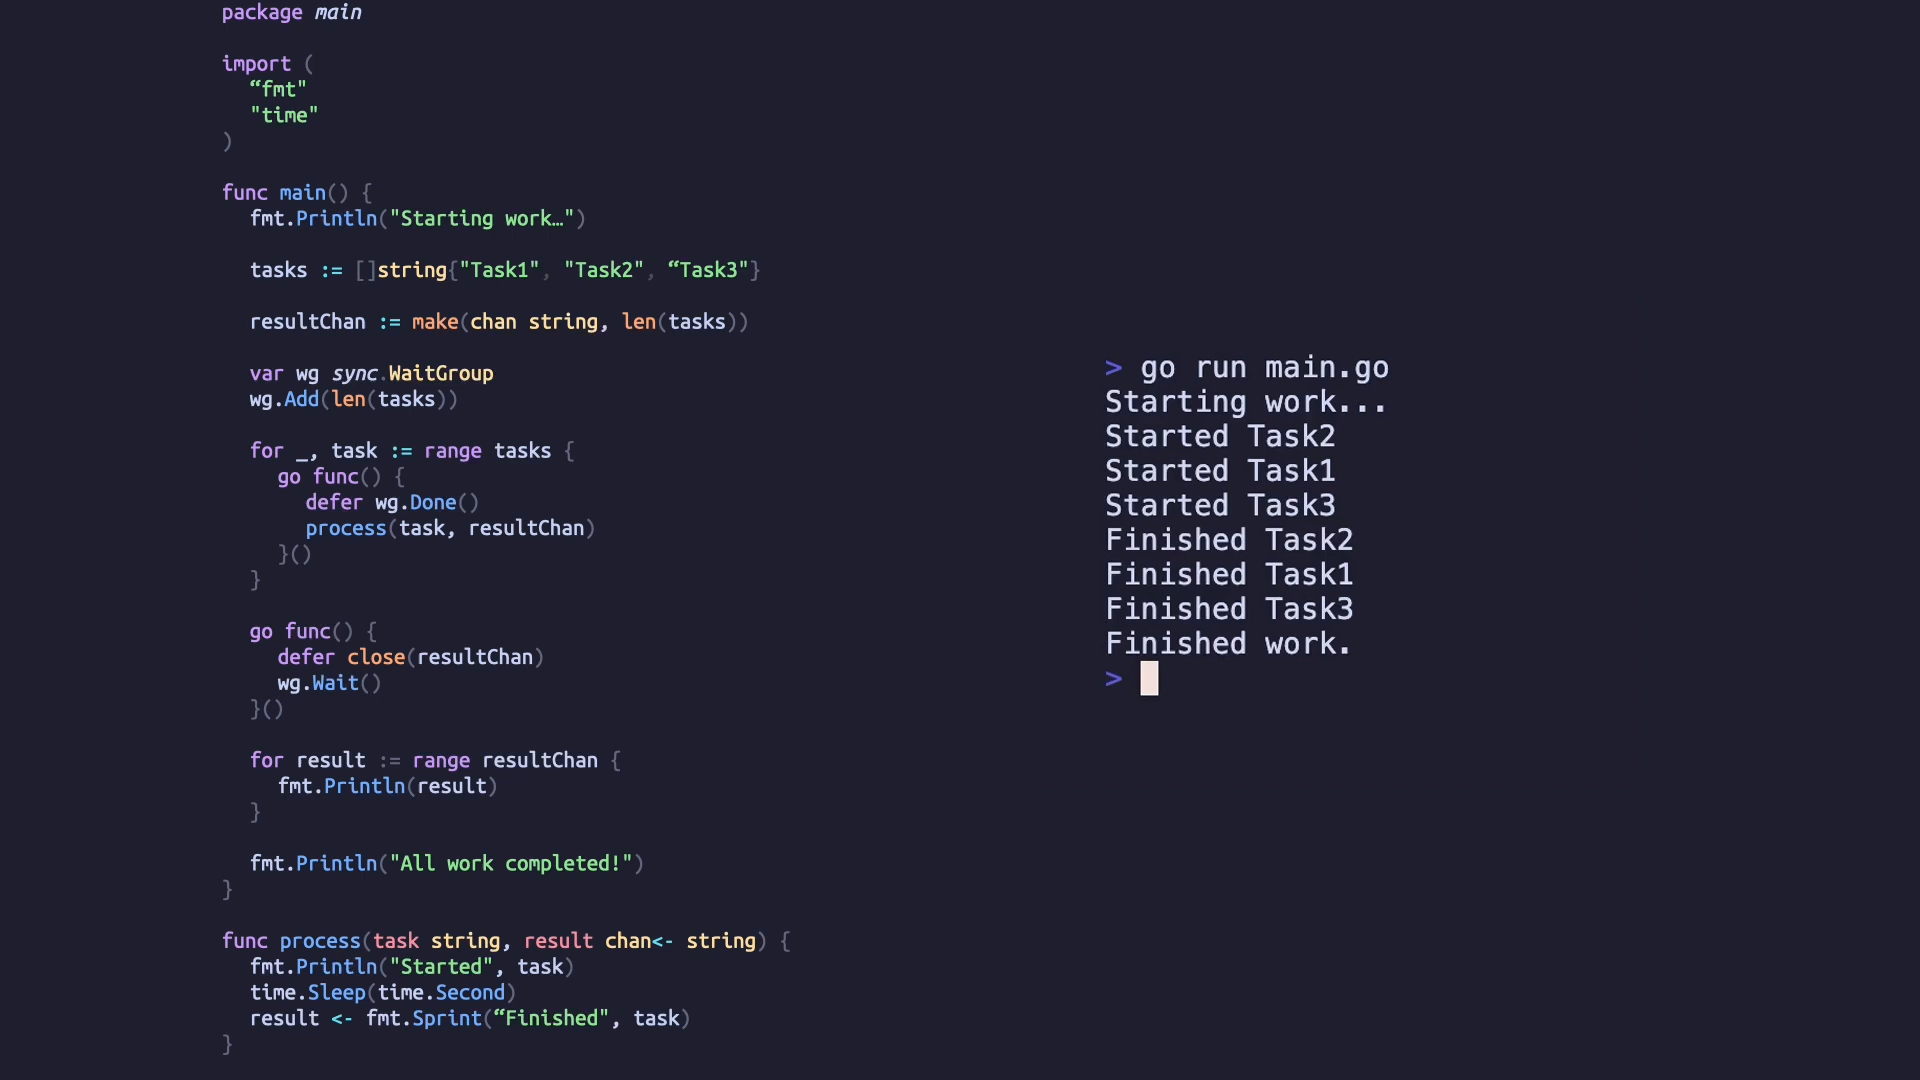 package main
import (
“fmt"
"time"
)
func main() {
fmt.Println("Starting work…")
tasks := []string{"Task1", "Task2", “Task3"}
resultChan := make(chan string, len(tasks))
var wg sync.WaitGroup
wg.Add(len(tasks))
for _, task := range tasks {
go func() {
defer wg.Done()
process(task, resultChan)
}()
}
go func() {
defer close(resultChan)
wg.Wait()
}()
for result := range resultChan {
fmt.Println(result)
}
fmt.Println("All work completed!")
}
func process(task string, result chan<- string) {
fmt.Println("Started", task)
time.Sleep(time.Second)
result <- fmt.Sprint(“Finished", task)
}
> go run main.go
Starting work...
Started Task2
Started Task1
Started Task3
Finished Task2
Finished Task1
Finished Task3
Finished work.
>